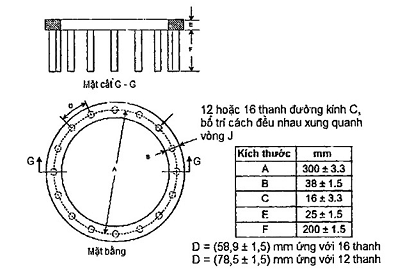 E
F
Mặt cắt G - G
D
12 hoặc 16 thanh đường kính C,
bố trí cách đều nhau xung quanh
vòng J
G
B
G
A
Kích thước mm
A 300 ± 3.3
B 38 ± 1.5
C 16 ± 3.3
E 25 ± 1.5
F 200 ± 1.5
Mặt bằng
D = (58,9 ± 1,5) mm ứng với 16 thanh
D = (78,5 ± 1,5) mm ứng với 12 thanh